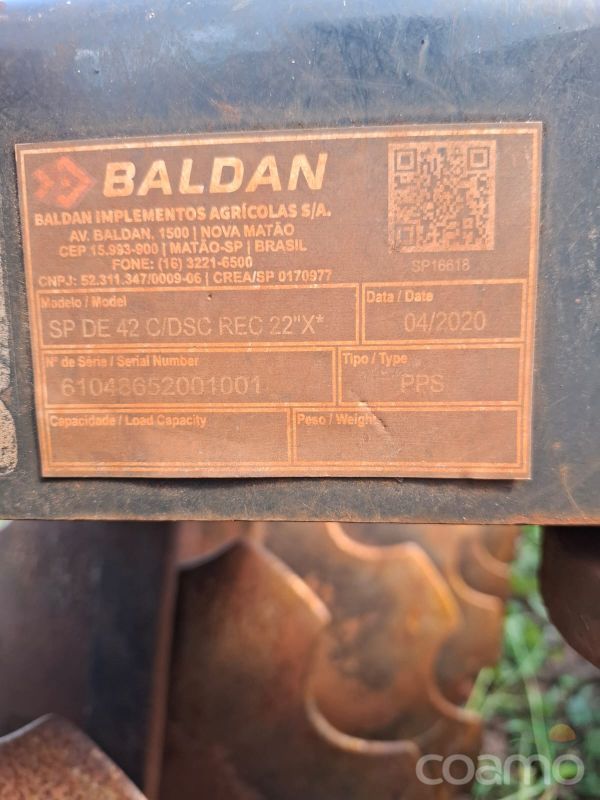 BALDAN
BALDAN IMPLEMENTOS AGRÍCOLAS S/A.
AV. BALDAN, 1500 | NOVA MATÃO
CEP 15.993-900 | MATÃO-SP | BRASIL
FONE: (16) 3221-6500
CNPJ: 52.311.347/0009-06 | CREA/SP 0170977
SP16618
Modelo / Model
SP DE 42 C/DSC REC 22"X*
Data / Date
04/2020
N° de Série / Serial Number
61048652001001
Tipo / Type
PPS
Capacidade / Load Capacity
Peso / Weight
coamo